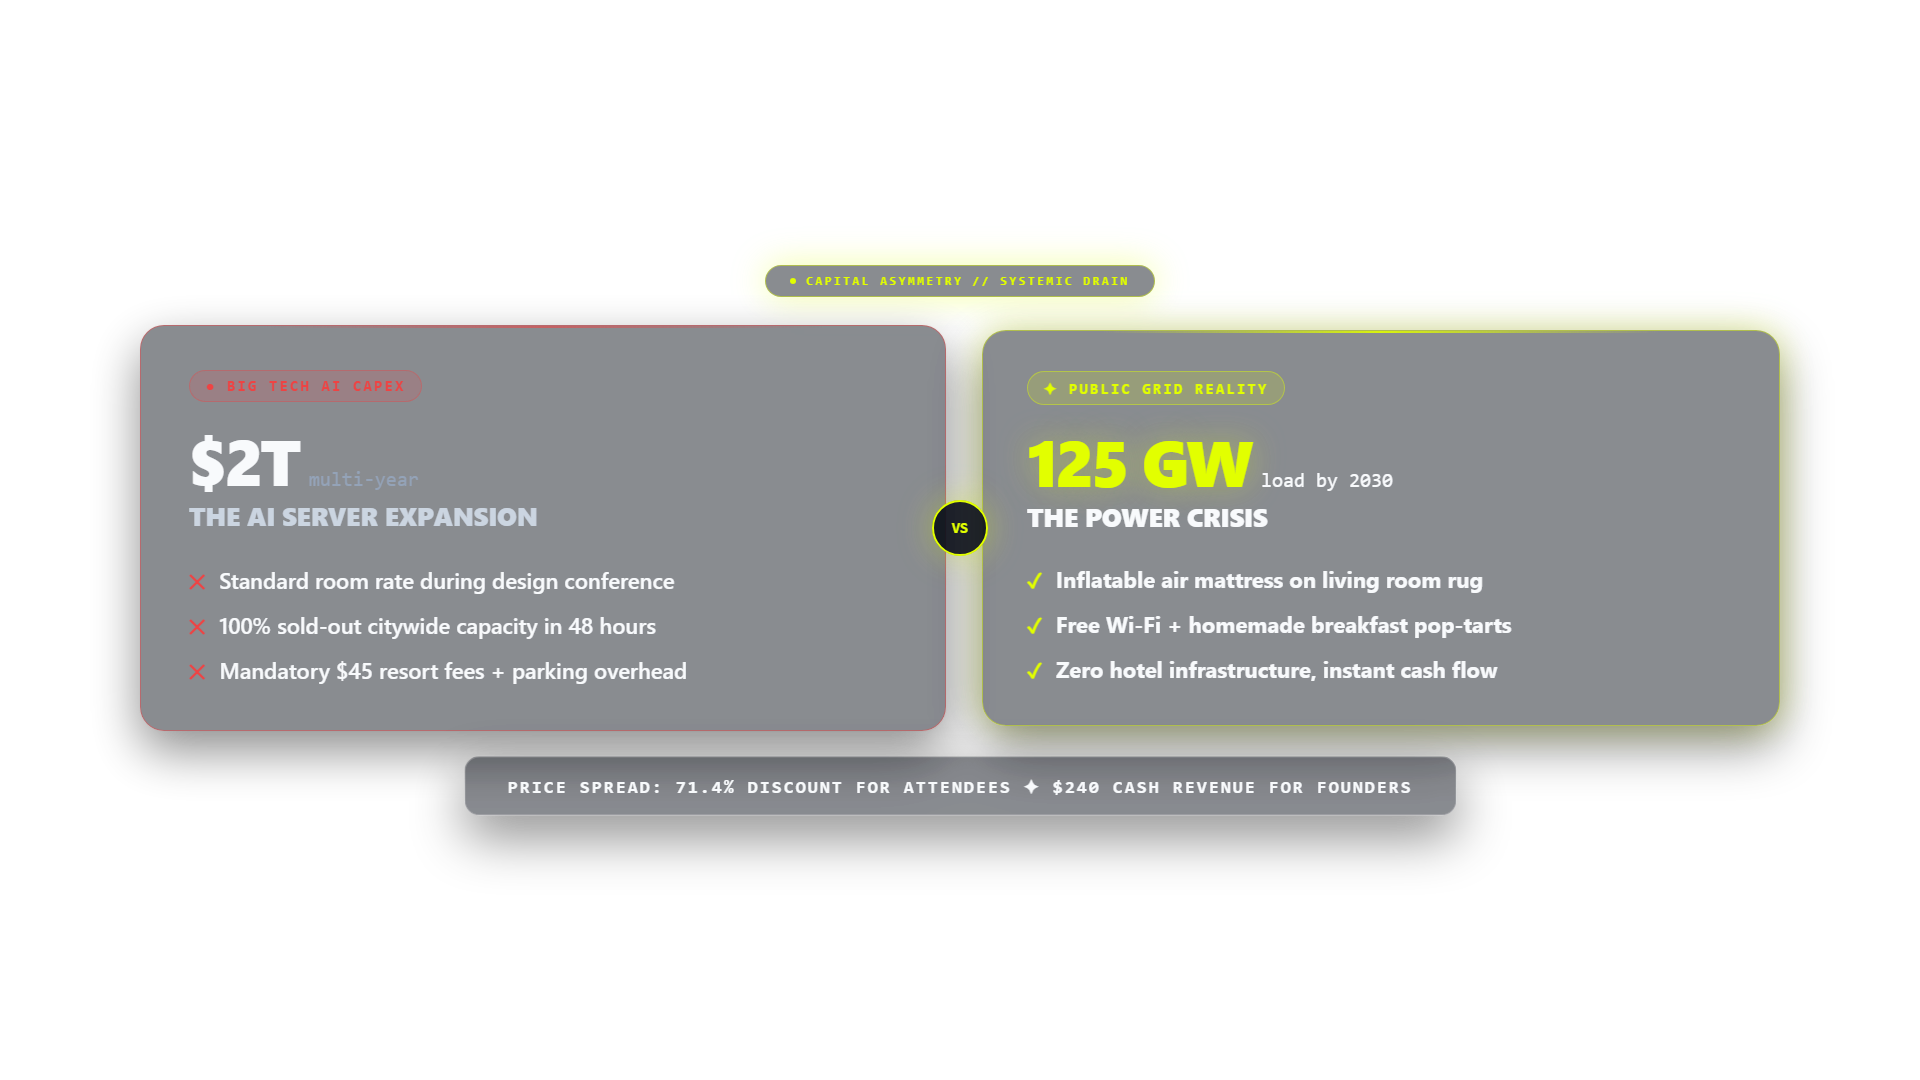 CAPITAL ASYMMETRY // SYSTEMIC DRAIN
BIG TECH AI CAPEX
$2T multi-year
THE AI SERVER EXPANSION
Standard room rate during design conference
100% sold-out citywide capacity in 48 hours
Mandatory $45 resort fees + parking overhead
VS
PUBLIC GRID REALITY
125 GW load by 2030
THE POWER CRISIS
Inflatable air mattress on living room rug
Free Wi-Fi + homemade breakfast pop-tarts
Zero hotel infrastructure, instant cash flow
PRICE SPREAD: 71.4% DISCOUNT FOR ATTENDEES ✦ $240 CASH REVENUE FOR FOUNDERS